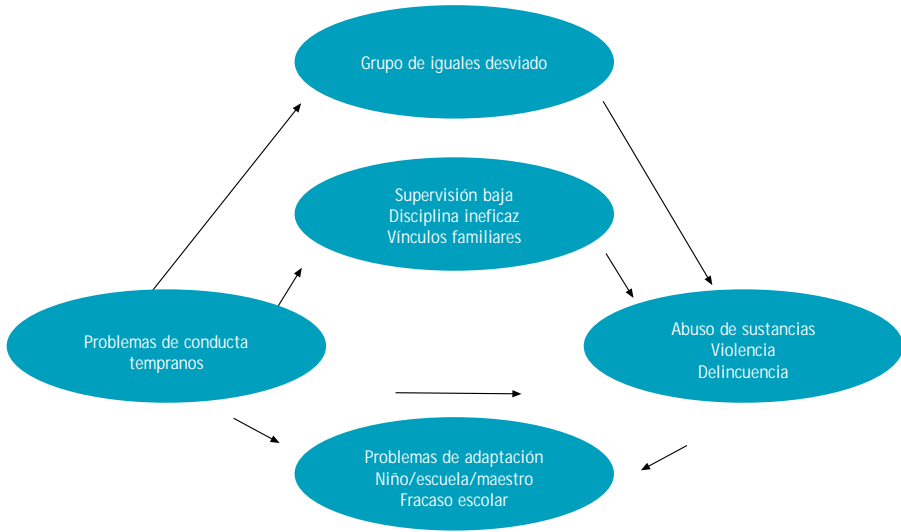 Grupo de iguales desviado
Supervisión baja
Disciplina ineficaz
Vínculos familiares
Problemas de conducta
tempranos
Abuso de sustancias
Violencia
Delincuencia
Problemas de adaptación
Niño/escuela/maestro
Fracaso escolar